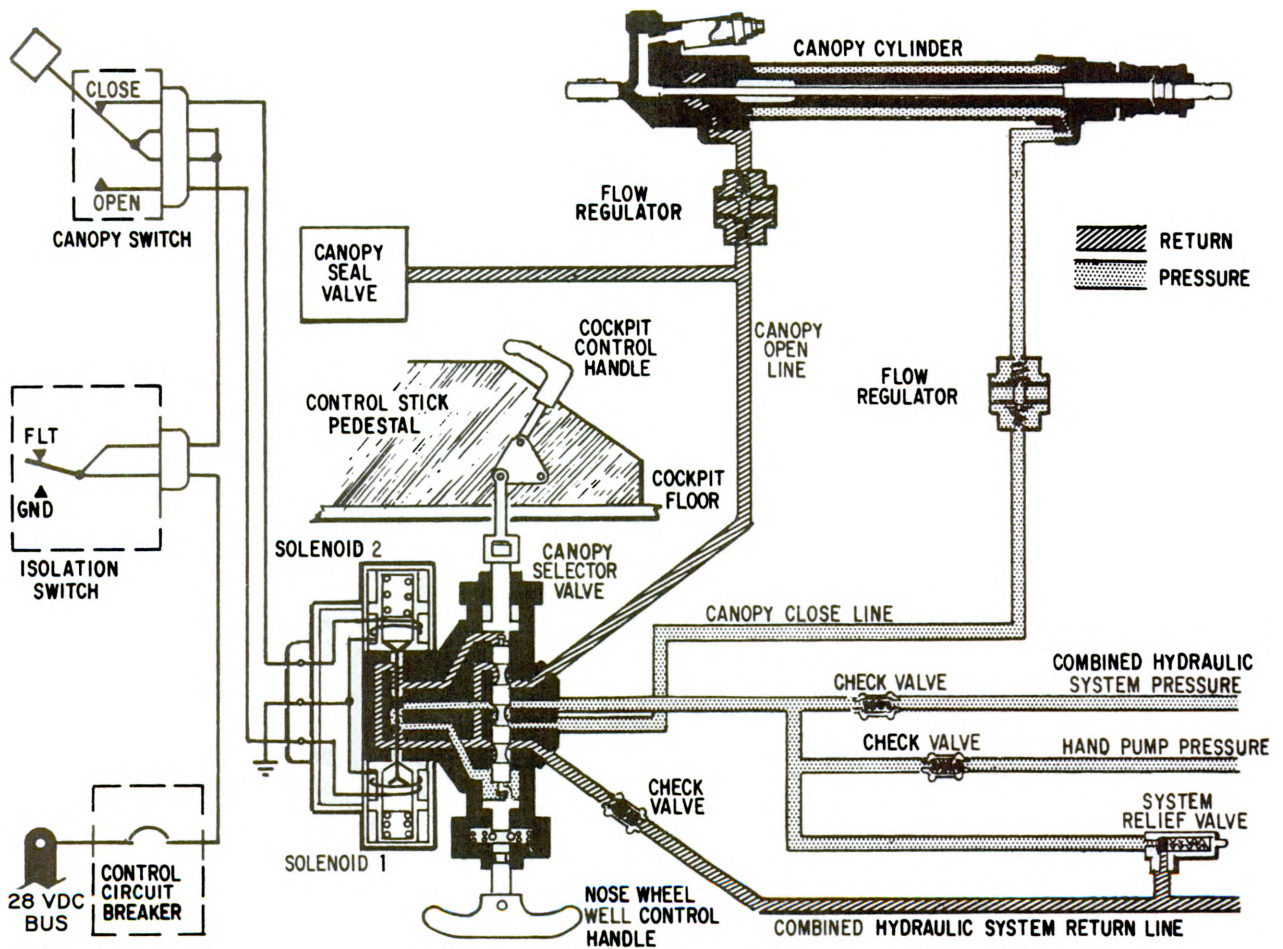 CANOPY CYLINDER
CLOSE
OPEN
CANOPY SWITCH
FLOW
REGULATOR
CANOPY
SEAL
VALVE
RETURN
PRESSURE
COCKPIT
CONTROL
HANDLE
CANOPY
OPEN
LINE
FLOW
REGULATOR
CONTROL STICK
PEDESTAL
FLT
GND
ISOLATION
SWITCH
COCKPIT
FLOOR
SOLENOID 2
CANOPY
SELECTOR
VALVE
CANOPY CLOSE LINE
COMBINED HYDRAULIC
SYSTEM PRESSURE
CHECK VALVE
CHECK VALVE
HAND PUMP PRESSURE
CHECK
VALVE
SYSTEM
RELIEF VALVE
SOLENOID 1
28 VDC
BUS
CONTROL
CIRCUIT
BREAKER
NOSE WHEEL
WELL CONTROL
HANDLE
COMBINED HYDRAULIC SYSTEM RETURN LINE